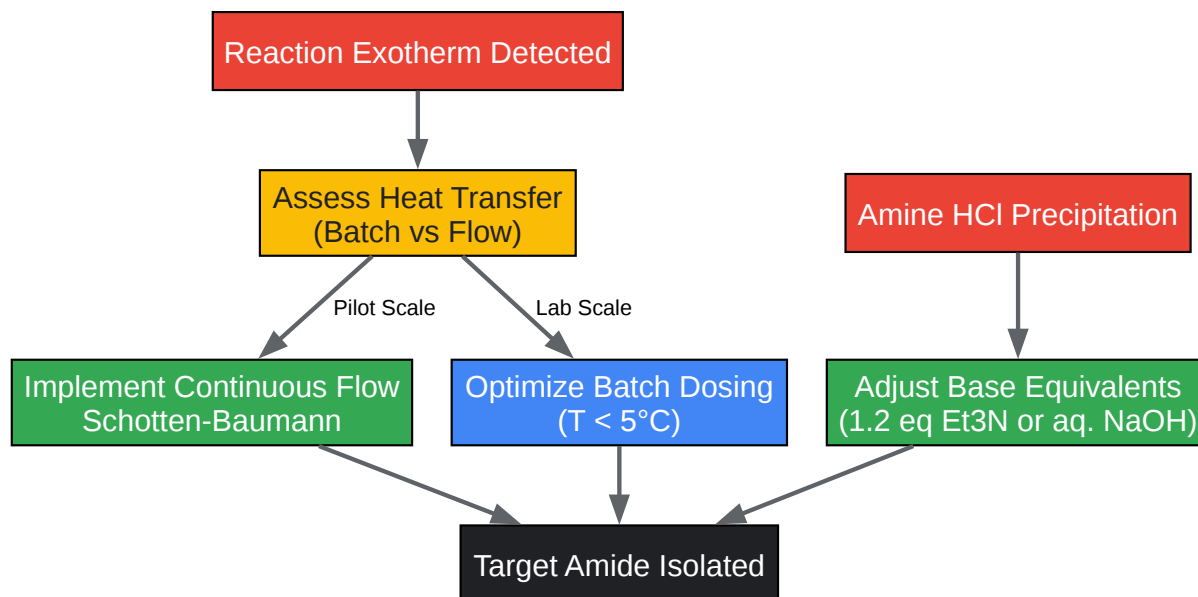 Reaction Exotherm Detected
Assess Heat Transfer
(Batch vs Flow)
Amine HCl Precipitation
Pilot Scale
Lab Scale
Implement Continuous Flow
Schotten-Baumann
Optimize Batch Dosing
(T < 5°C)
Adjust Base Equivalents
(1.2 eq Et3N or aq. NaOH)
Target Amide Isolated